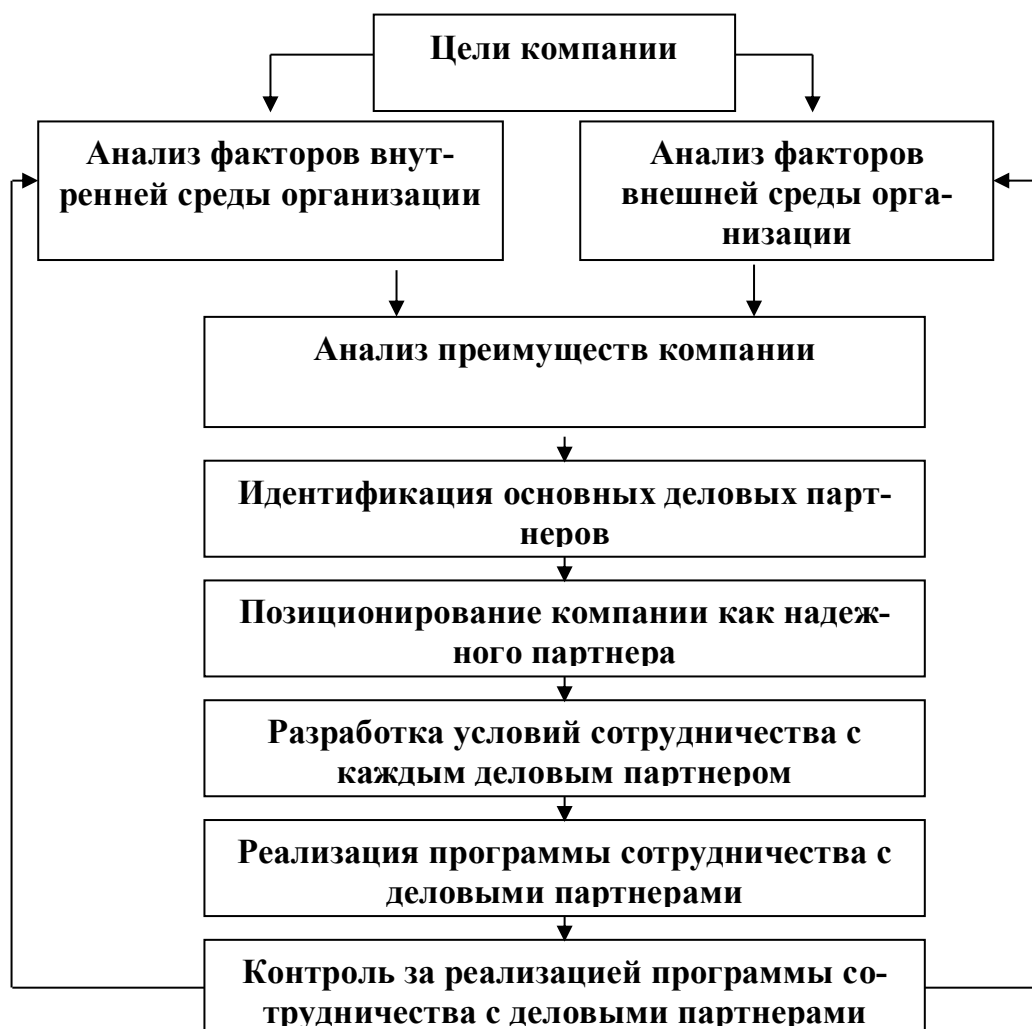 Цели компании
Анализ факторов внут-
ренней среды организации
Анализ факторов
внешней среды орга-
низации
Анализ преимуществ компании
Идентификация основных деловых парт-
неров
Позиционирование компании как надеж-
ного партнера
Разработка условий сотрудничества с
каждым деловым партнером
Реализация программы сотрудничества с
деловыми партнерами
Контроль за реализацией программы со-
трудничества с деловыми партнерами